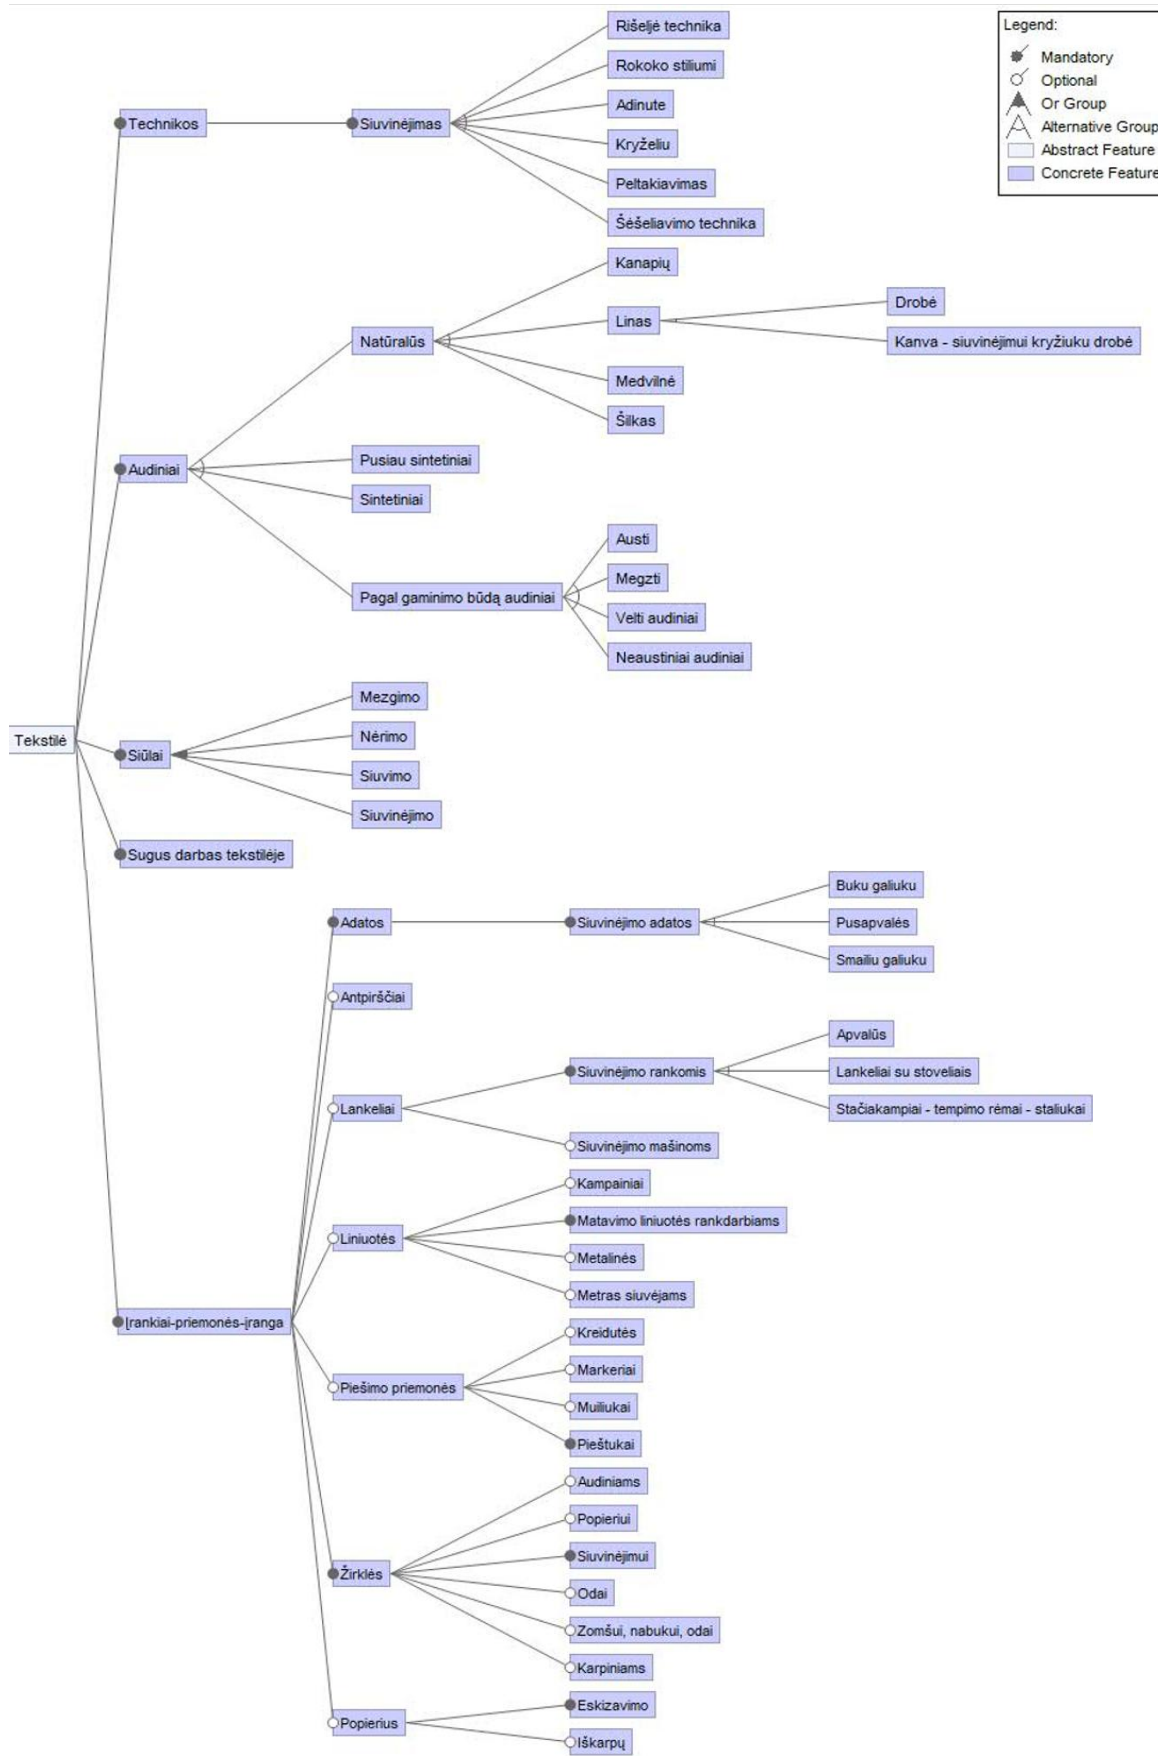 Legend:
Mandatory
Optional
Or Group
Alternative Group
Abstract Feature
Concrete Feature
Tekstilė
Technikos
Siuvinėjimas
Rišeljė technika
Rokoko stiliumi
Adinute
Kryželiu
Peltakiavimas
Šėšeliavimo technika
Audiniai
Natūralūs
Kanapių
Linas
Drobė
Kanva - siuvinėjimui kryžiuku drobė
Medvilnė
Šilkas
Pusiau sintetiniai
Sintetiniai
Pagal gaminimo būdą audiniai
Austi
Megzti
Velti audiniai
Neaustiniai audiniai
Siūlai
Mezgimo
Nėrimo
Siuvimo
Siuvinėjimo
Sugus darbas tekstilėje
Įrankiai-priemonės-įranga
Adatos
Siuvinėjimo adatos
Buku galiuku
Pusapvalės
Smailiu galiuku
Antpirščiai
Lankeliai
Siuvinėjimo rankomis
Apvalūs
Lankeliai su stoveliais
Stačiakampiai - tempimo rėmai - staliukai
Siuvinėjimo mašinoms
Liniuotės
Kampainiai
Matavimo liniuotės rankdarbiams
Metalinės
Metras siuvėjams
Piešimo priemonės
Kreidutės
Markeriai
Muiliukai
Pieštukai
Žirklės
Audiniams
Popieriui
Siuvinėjimui
Odai
Zomšui, nabukui, odai
Karpiniams
Popierius
Eskizavimo
Iškarpų